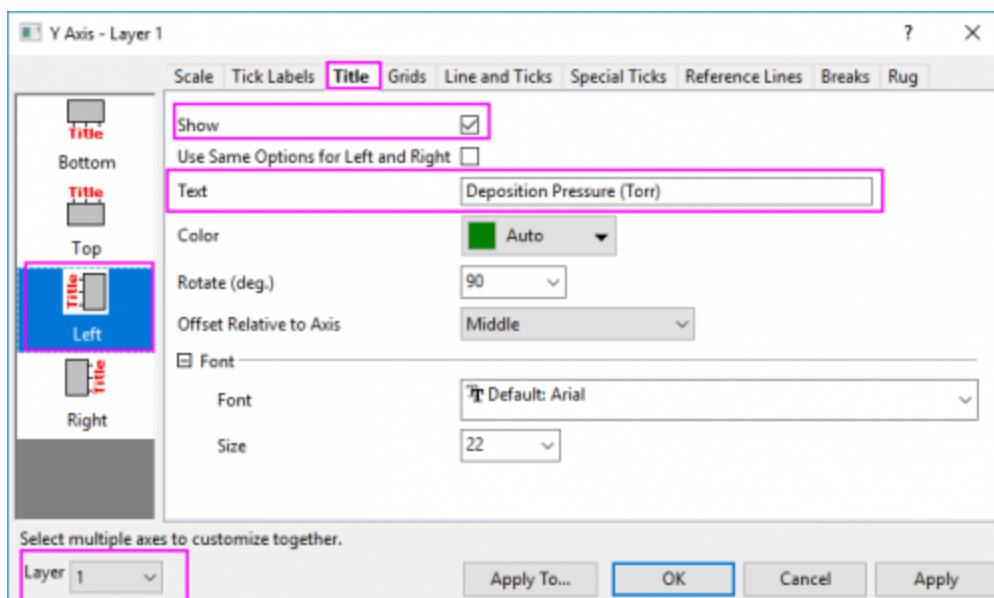 Y Axis - Layer 1
?
Scale Tick Labels Title Grids Line and Ticks Special Ticks Reference Lines Breaks Rug
Title
Bottom
Title
Top
Title
Left
Title
Right
Show
Use Same Options for Left and Right
Text Deposition Pressure (Torr)
Color Auto
Rotate (deg.) 90
Offset Relative to Axis Middle
Font
Font Default: Arial
Size 22
Select multiple axes to customize together.
Layer 1 Apply To... OK Cancel Apply